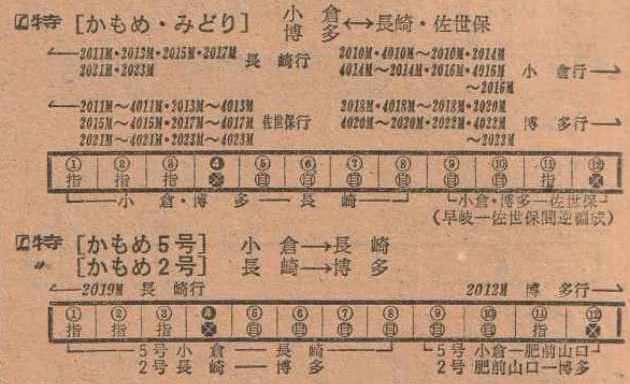 特 [かもめ・みどり] 小倉 博多 ↔ 長崎・佐世保
← 2011M・2013M・2015M・2017M 2021M・2023M 長崎行
2010M・4010M～2010M・2014M 4014M～2014M・2016M・4016M ～2016M 小倉行 →
← 2011M～4011M・2013M～4013M 2015M～4015M・2017M～4017M 2021M～4021M・2023M～4023M 佐世保行
2018M・4018M～2018M・2020M 4020M～2020M・2022M・4022M ～2022M 博多行 →
① ② ③ ❹ ⑤ ⑥ ⑦ ⑧ ⑨ ⑩ ⑪ ⑫
指 指 指 自 自 自 自 自 自 指
小倉・博多―長崎
小倉・博多―佐世保
(早岐―佐世保間逆編成)
特 [かもめ5号] 小倉→長崎
〃 [かもめ2号] 長崎→博多
← 2019M 長崎行
2012M 博多行 →
① ② ③ ❹ ⑤ ⑥ ⑦ ⑧ ⑨ ⑩ ⑪ ⑫
指 指 指 自 自 自 自 自 自 指
5号 小倉―長崎
2号 長崎―博多
5号 小倉―肥前山口
2号 肥前山口―博多